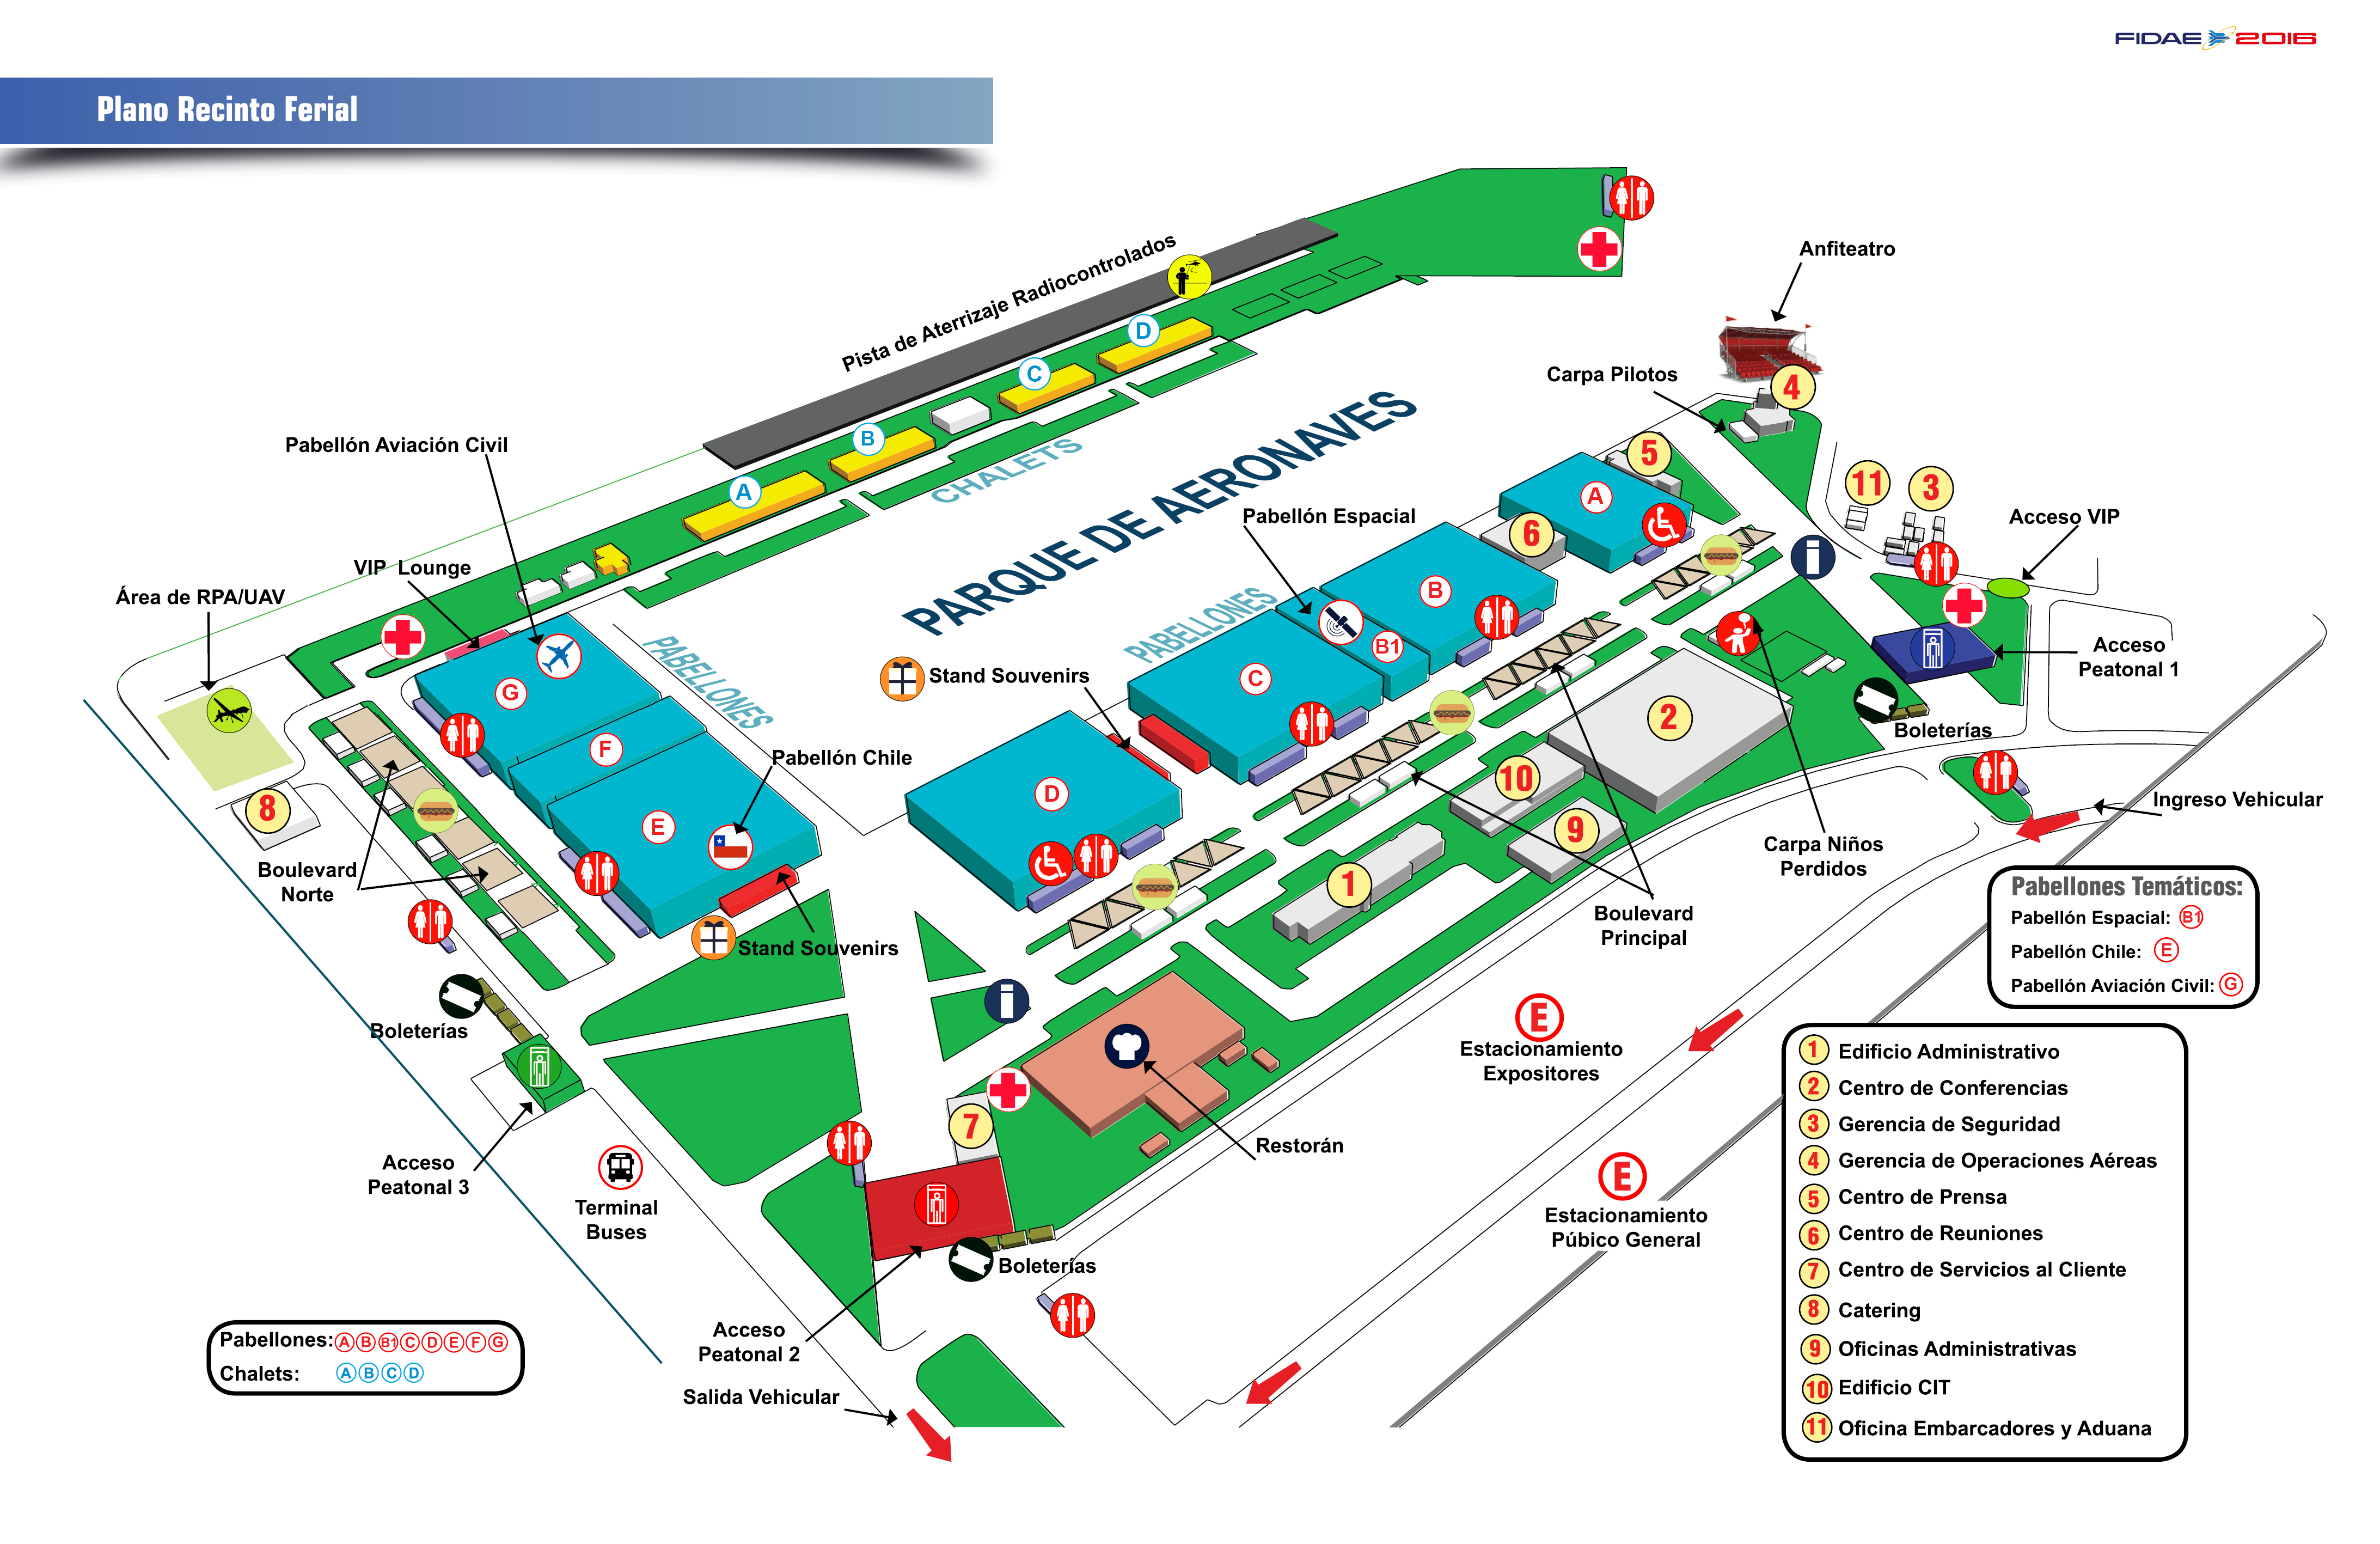 FIDAE 2016
Plano Recinto Ferial
Pista de Aterrizaje Radiocontrolados
Anfiteatro
Carpa Pilotos
4
D
C
B
A
CHALETS
PARQUE DE AERONAVES
Pabellón Aviación Civil
VIP Lounge
Área de RPA/UAV
Pabellón Espacial
5
A
6
11
3
Acceso VIP
B
B1
PABELLONES
PABELLONES
C
Stand Souvenirs
Acceso
Peatonal 1
G
F
E
Pabellón Chile
D
2
Boleterías
10
9
1
Ingreso Vehicular
8
Boulevard
Norte
Carpa Niños
Perdidos
Boulevard
Principal
Stand Souvenirs
Pabellones Temáticos:
Pabellón Espacial: B1
Pabellón Chile: E
Pabellón Aviación Civil: G
Boleterías
E
Estacionamiento
Expositores
7
Restorán
Acceso
Peatonal 3
Terminal
Buses
E
Estacionamiento
Púbico General
Boleterías
Acceso
Peatonal 2
Salida Vehicular
1 Edificio Administrativo
2 Centro de Conferencias
3 Gerencia de Seguridad
4 Gerencia de Operaciones Aéreas
5 Centro de Prensa
6 Centro de Reuniones
7 Centro de Servicios al Cliente
8 Catering
9 Oficinas Administrativas
10 Edificio CIT
11 Oficina Embarcadores y Aduana
Pabellones: A B B1 C D E F G
Chalets: A B C D